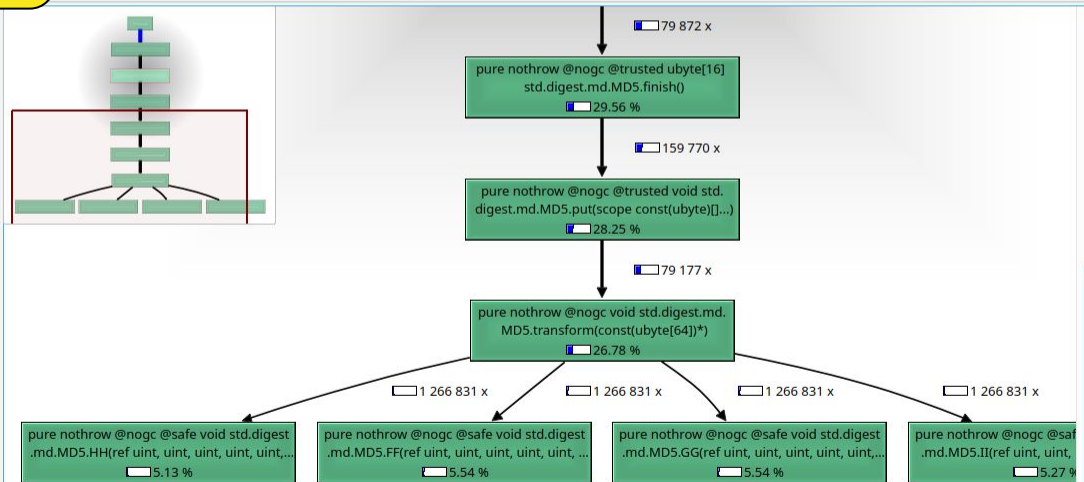 79 872 x
pure nothrow @nogc @trusted ubyte[16]
std.digest.md.MD5.finish()
29.56 %
159 770 x
pure nothrow @nogc @trusted void std.
digest.md.MD5.put(scope const(ubyte)[]...)
28.25 %
79 177 x
pure nothrow @nogc void std.digest.md.
MD5.transform(const(ubyte[64])*)
26.78 %
1 266 831 x
1 266 831 x
1 266 831 x
1 266 831 x
pure nothrow @nogc @safe void std.digest
.md.MD5.HH(ref uint, uint, uint, uint, uint,...
5.13 %
pure nothrow @nogc @safe void std.digest
.md.MD5.FF(ref uint, uint, uint, uint, uint, ...
5.54 %
pure nothrow @nogc @safe void std.digest
.md.MD5.GG(ref uint, uint, uint, uint, uint,...
5.54 %
pure nothrow @nogc @saf
.md.MD5.II(ref uint, uint,
5.27 %